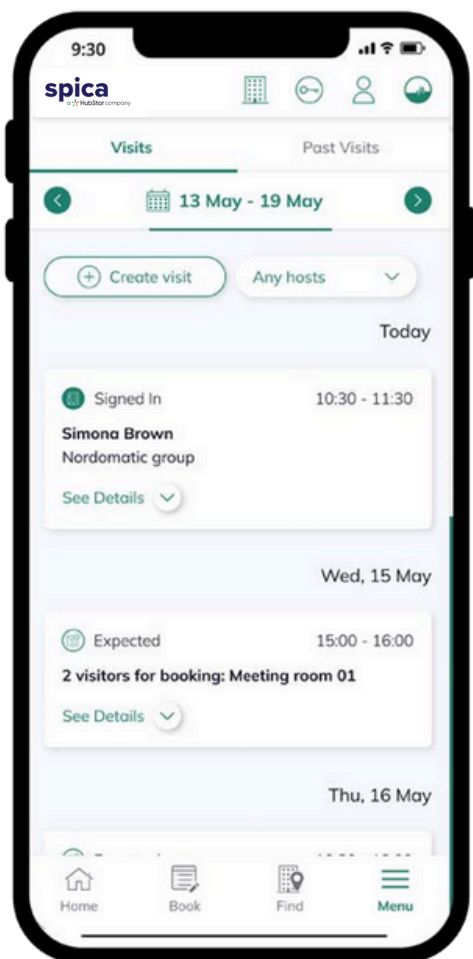 9:30
spica
a HubStar company
Visits Past Visits
13 May - 19 May
Create visit Any hosts
Today
Signed In 10:30 - 11:30
Simona Brown
Nordomatic group
See Details
Wed, 15 May
Expected 15:00 - 16:00
2 visitors for booking: Meeting room 01
See Details
Thu, 16 May
Home Book Find Menu